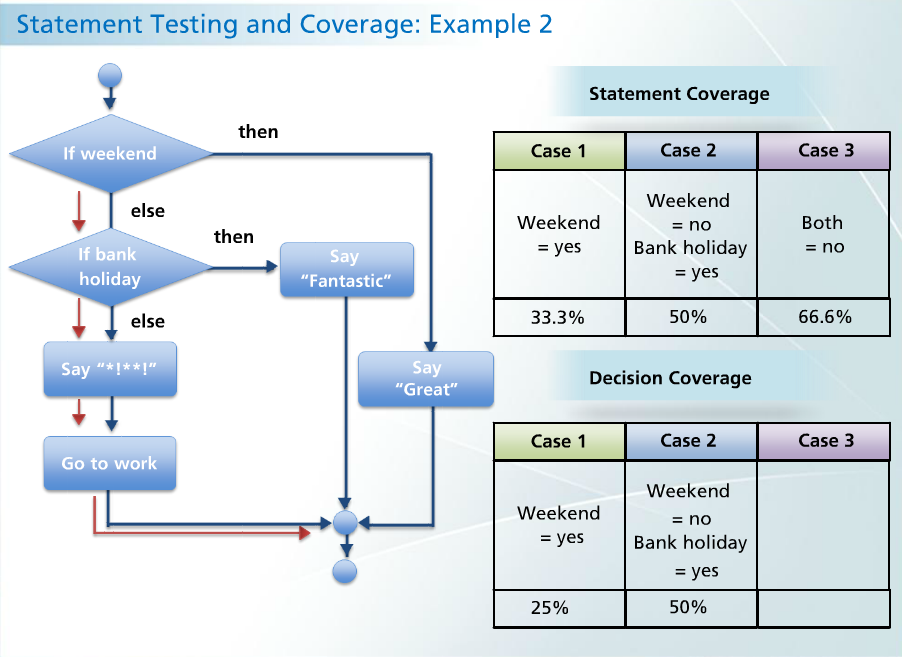 Statement Testing and Coverage: Example 2
If weekend
then
else
If bank
holiday
then
Say
“Fantastic”
else
Say “*!**!”
Say
“Great”
Go to work
Statement Coverage
Case 1
Case 2
Case 3
Weekend
= yes
Weekend
= no
Bank holiday
= yes
Both
= no
33.3%
50%
66.6%
Decision Coverage
Case 1
Case 2
Case 3
Weekend
= yes
Weekend
= no
Bank holiday
= yes
25%
50%